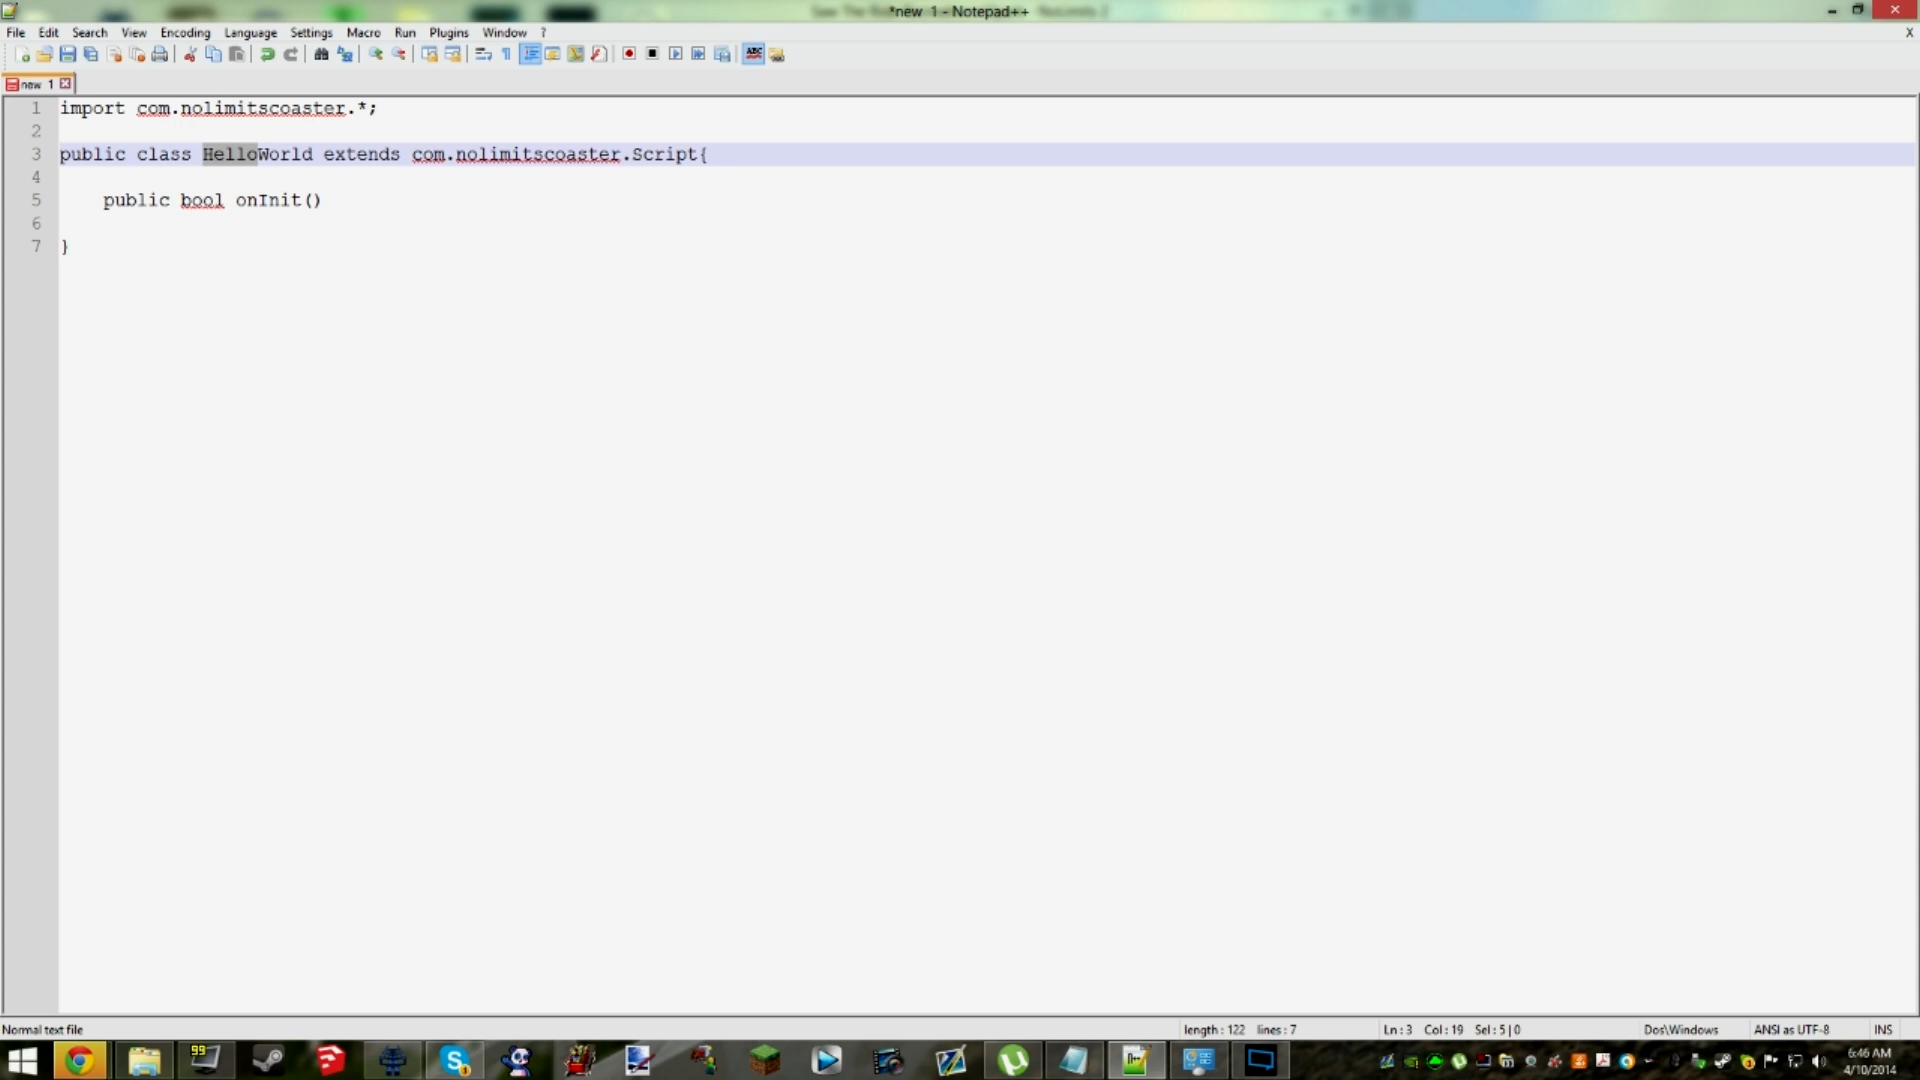 *new 1 - Notepad++
File Edit Search View Encoding Language Settings Macro Run Plugins Window ?
X
new 1
1 import com.nolimitscoaster.*;
2
3 public class HelloWorld extends com.nolimitscoaster.Script{
4
5 public bool onInit()
6
7 }
Normal text file
length : 122 lines : 7
Ln : 3 Col : 19 Sel : 5 | 0
Dos\Windows
ANSI as UTF-8
INS
99
6:46 AM
4/10/2014